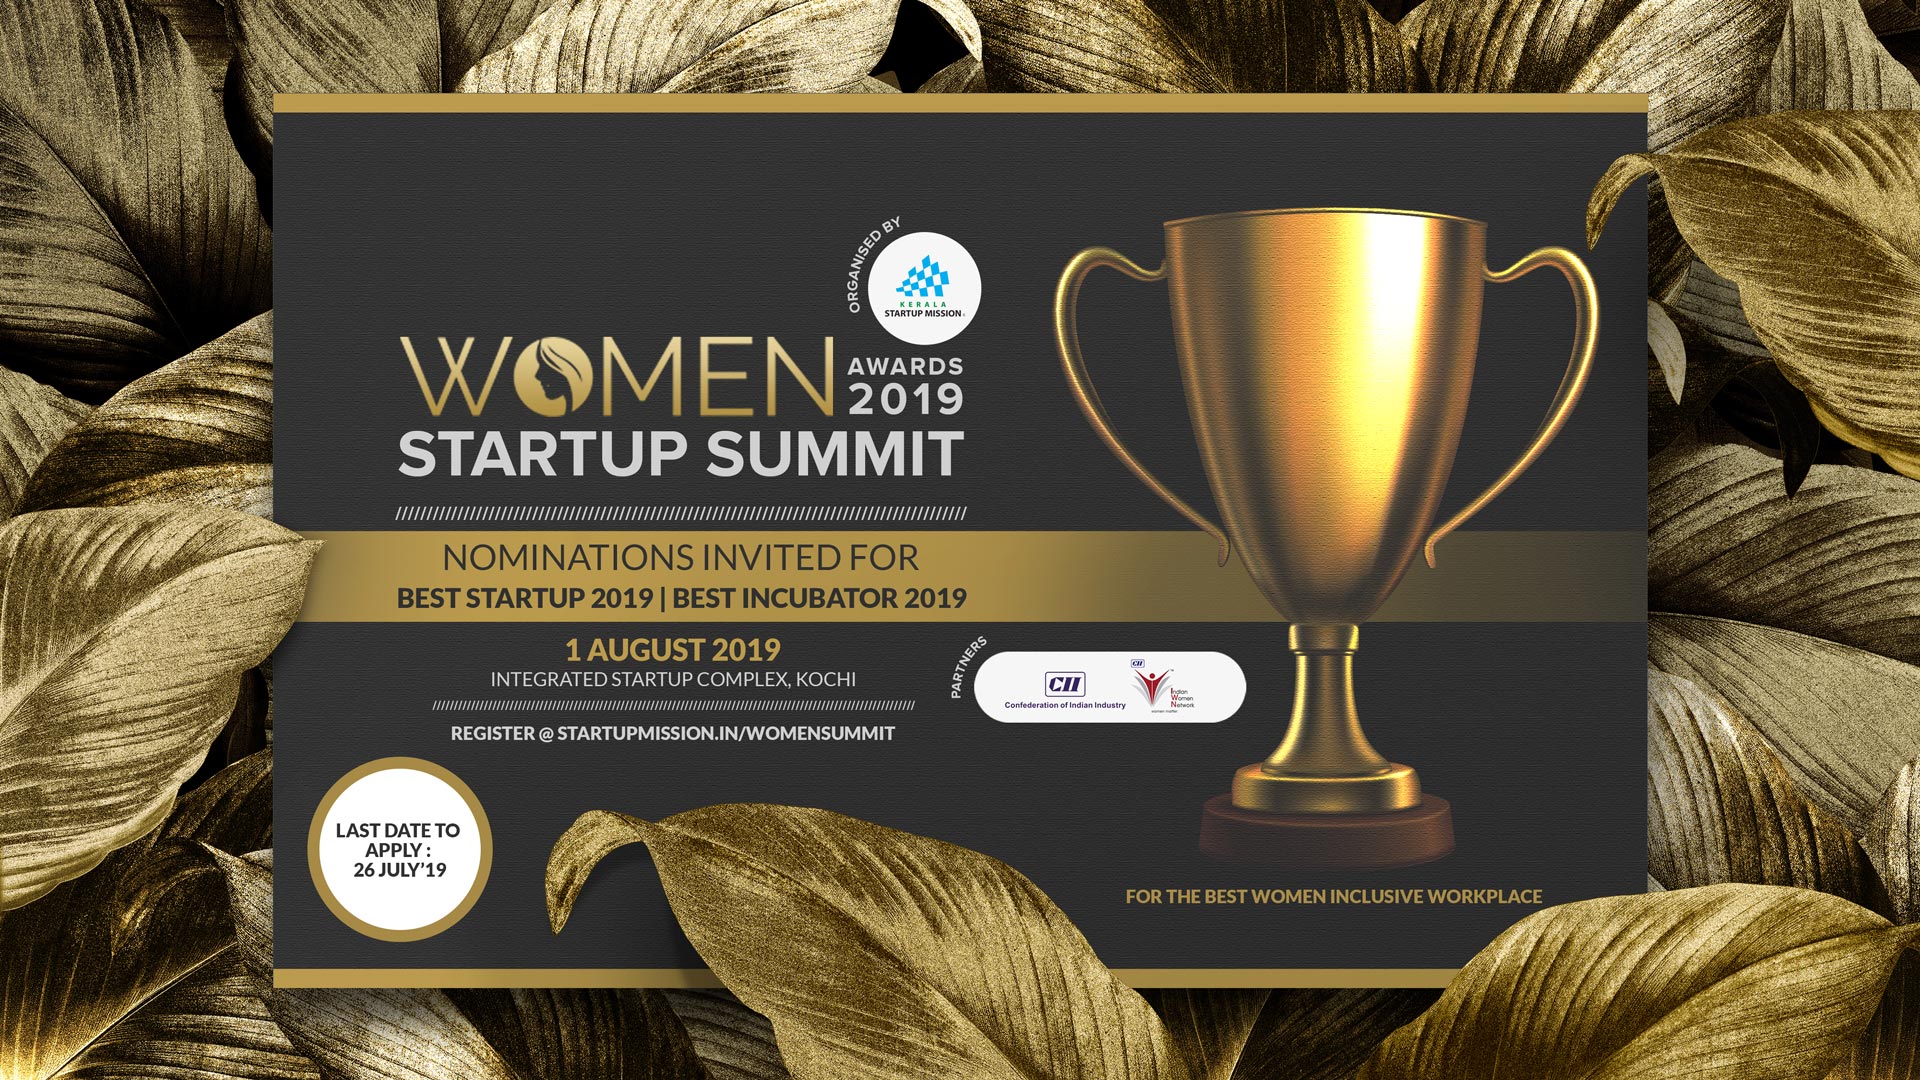 ORGANISED BY
KERALA
STARTUP MISSION
WOMEN
AWARDS
2019
STARTUP SUMMIT
NOMINATIONS INVITED FOR
BEST STARTUP 2019 | BEST INCUBATOR 2019
1 AUGUST 2019
INTEGRATED STARTUP COMPLEX, KOCHI
REGISTER @ STARTUPMISSION.IN/WOMENSUMMIT
PARTNERS
CII
Confederation of Indian Industry
CII
Indian
Women
Network
women matter
LAST DATE TO
APPLY :
26 JULY’19
FOR THE BEST WOMEN INCLUSIVE WORKPLACE